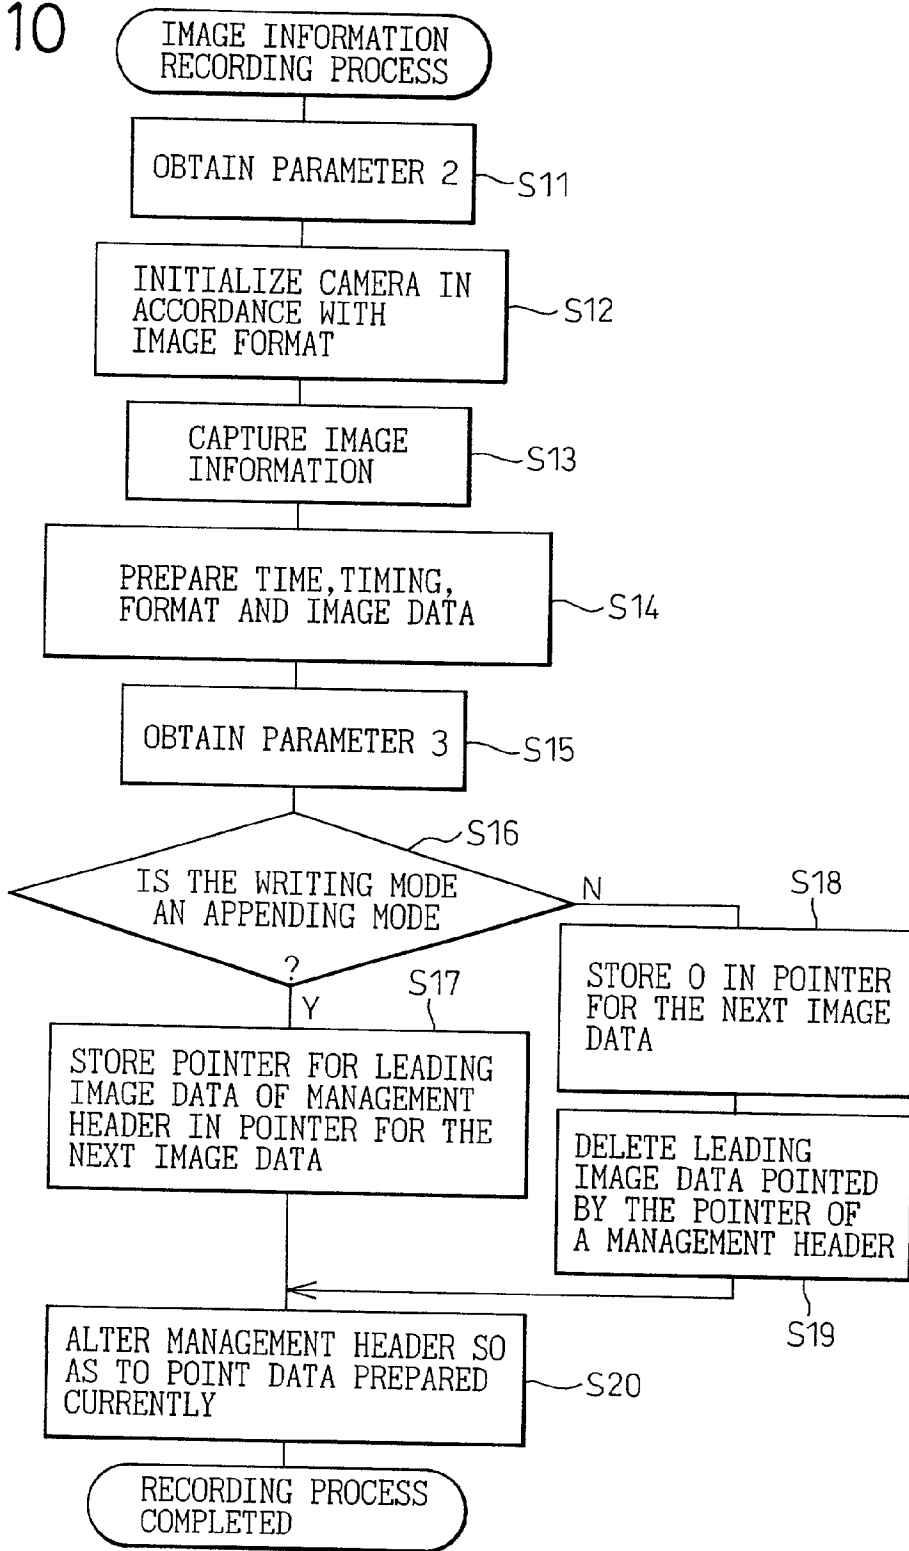 10
IMAGE INFORMATION
RECORDING PROCESS
OBTAIN PARAMETER 2
S11
INITIALIZE CAMERA IN
ACCORDANCE WITH
IMAGE FORMAT
S12
CAPTURE IMAGE
INFORMATION
S13
PREPARE TIME, TIMING,
FORMAT AND IMAGE DATA
S14
OBTAIN PARAMETER 3
S15
S16
IS THE WRITING MODE
AN APPENDING MODE
?
N
Y
S17
STORE POINTER FOR LEADING
IMAGE DATA OF MANAGEMENT
HEADER IN POINTER FOR THE
NEXT IMAGE DATA
S18
STORE 0 IN POINTER
FOR THE NEXT IMAGE
DATA
DELETE LEADING
IMAGE DATA POINTED
BY THE POINTER OF
A MANAGEMENT HEADER
S19
ALTER MANAGEMENT HEADER SO
AS TO POINT DATA PREPARED
CURRENTLY
S20
RECORDING PROCESS
COMPLETED